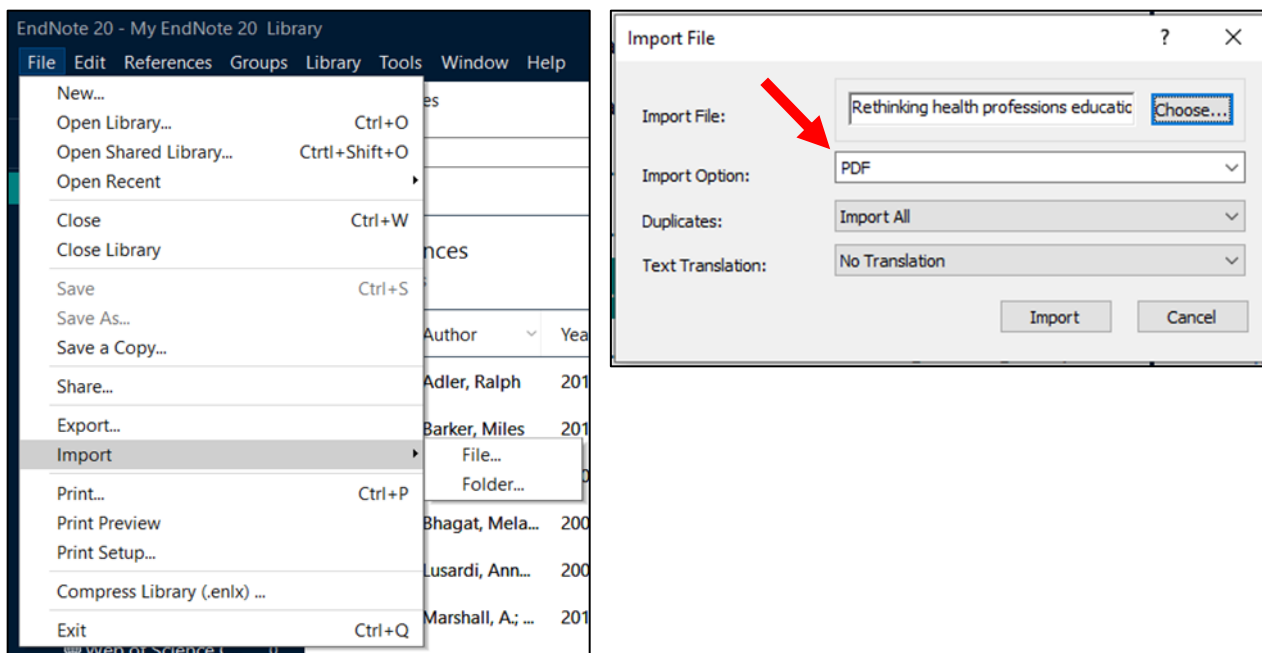 EndNote 20 - My EndNote 20 Library
File Edit References Groups Library Tools Window Help
New...
Open Library... Ctrl+O
Open Shared Library... Ctrtl+Shift+O
Open Recent
Close Ctrl+W
Close Library
Save Ctrl+S
Save As...
Save a Copy...
Share...
Export...
Import
File...
Folder...
Print... Ctrl+P
Print Preview
Print Setup...
Compress Library (.enlx) ...
Exit Ctrl+Q
es
nces
Author Yea
Adler, Ralph 201
Barker, Miles 201
Bhagat, Mela... 200
Lusardi, Ann... 200
Marshall, A.; ... 201
Web of Science
Import File
Import File: Rethinking health professions educatio Choose...
Import Option: PDF
Duplicates: Import All
Text Translation: No Translation
Import Cancel